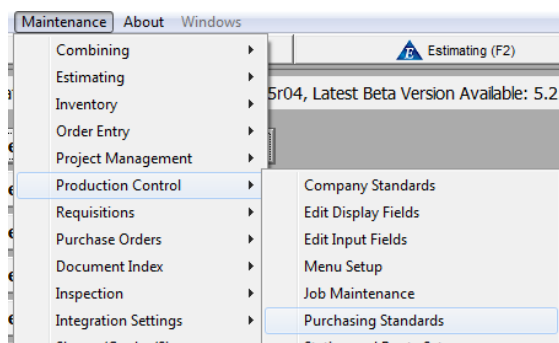 Maintenance About Windows
Combining
Estimating (F2)
Estimating
5r04, Latest Beta Version Available: 5.2
Inventory
Order Entry
Project Management
Production Control
Company Standards
Requisitions
Edit Display Fields
Purchase Orders
Edit Input Fields
Document Index
Menu Setup
Inspection
Job Maintenance
Integration Settings
Purchasing Standards